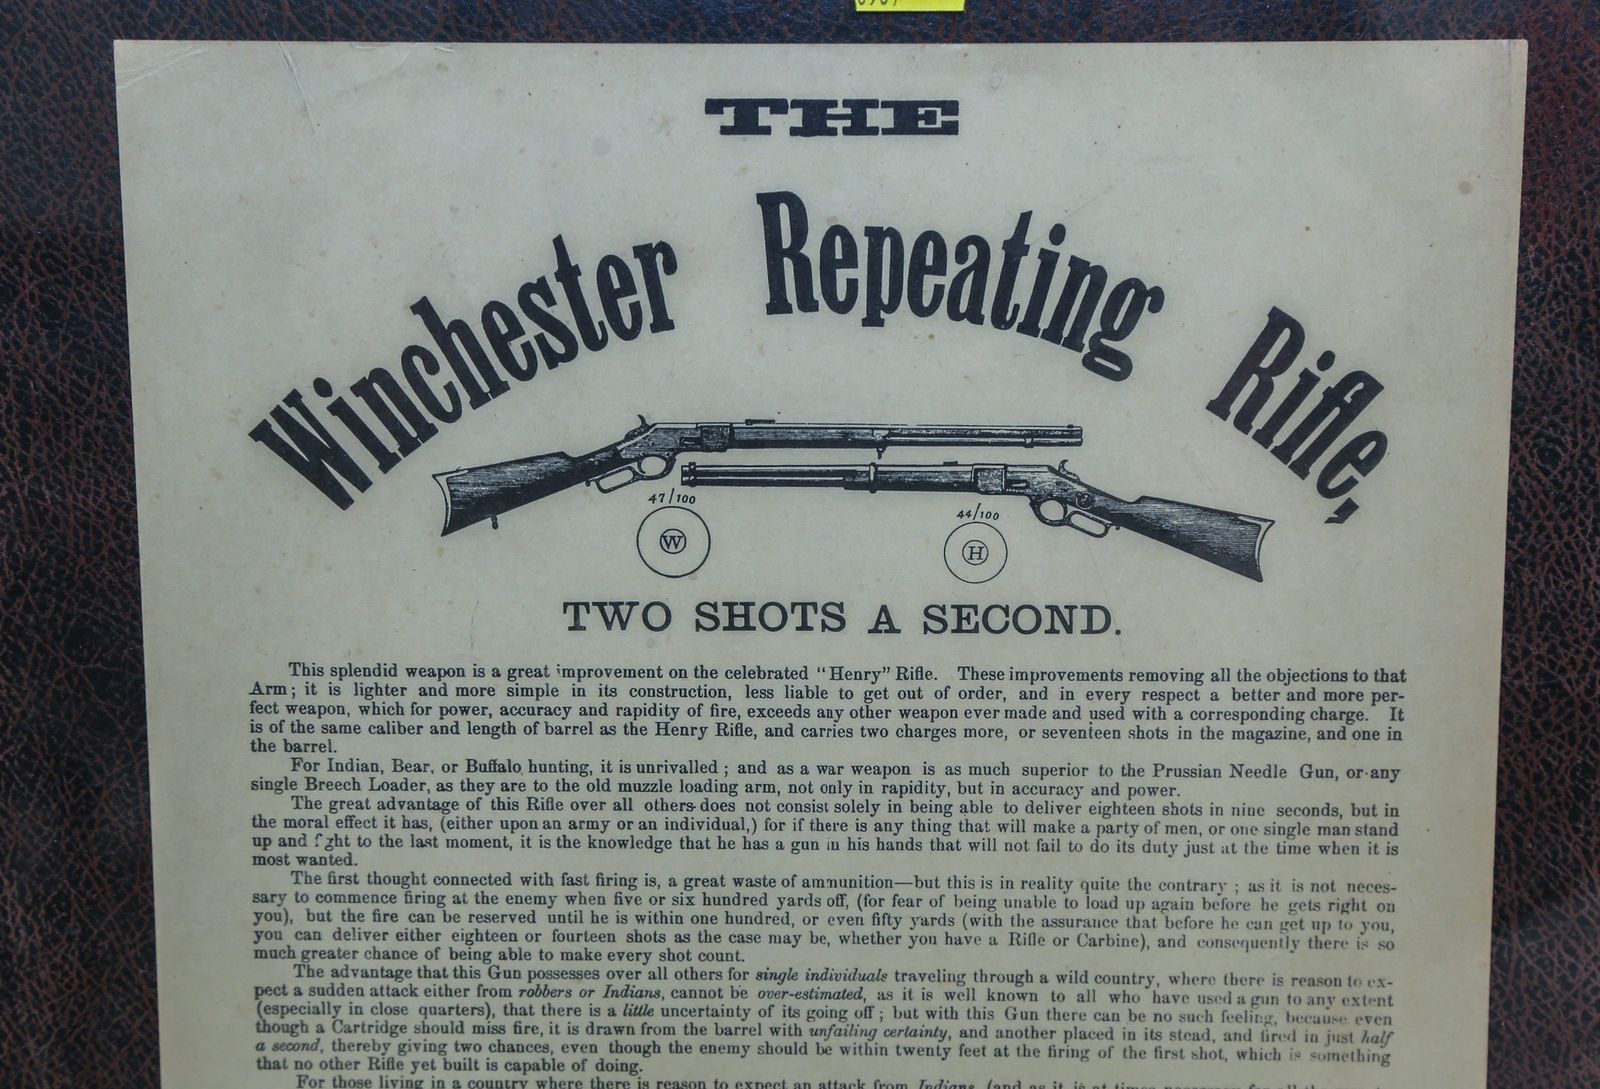 THE
Winchester Repeating Rifle,
47/100
44/100
W
H
TWO SHOTS A SECOND.
This splendid weapon is a great improvement on the celebrated "Henry" Rifle. These improvements removing all the objections to that
Arm; it is lighter and more simple in its construction, less liable to get out of order, and in every respect a better and more per-
fect weapon, which for power, accuracy and rapidity of fire, exceeds any other weapon ever made and used with a corresponding charge. It
is of the same caliber and length of barrel as the Henry Rifle, and carries two charges more, or seventeen shots in the magazine, and one in
the barrel.
For Indian, Bear, or Buffalo hunting, it is unrivalled; and as a war weapon is as much superior to the Prussian Needle Gun, or any
single Breech Loader, as they are to the old muzzle loading arm, not only in rapidity, but in accuracy and power.
The great advantage of this Rifle over all others does not consist solely in being able to deliver eighteen shots in nine seconds, but in
the moral effect it has, (either upon an army or an individual,) for if there is any thing that will make a party of men, or one single man stand
up and fight to the last moment, it is the knowledge that he has a gun in his hands that will not fail to do its duty just at the time when it is
most wanted.
The first thought connected with fast firing is, a great waste of ammunition—but this is in reality quite the contrary; as it is not neces-
sary to commence firing at the enemy when five or six hundred yards off, (for fear of being unable to load up again before he gets right on
you), but the fire can be reserved until he is within one hundred, or even fifty yards (with the assurance that before he can get up to you,
you can deliver either eighteen or fourteen shots as the case may be, whether you have a Rifle or Carbine), and consequently there is so
much greater chance of being able to make every shot count.
The advantage that this Gun possesses over all others for single individuals traveling through a wild country, where there is reason to ex-
pect a sudden attack either from robbers or Indians, cannot be over-estimated, as it is well known to all who have used a gun to any extent
(especially in close quarters), that there is a little uncertainty of its going off; but with this Gun there can be no such feeling, because even
though a Cartridge should miss fire, it is drawn from the barrel with unfailing certainty, and another placed in its stead, and fired in just half
a second, thereby giving two chances, even though the enemy should be within twenty feet at the firing of the first shot, which is something
that no other Rifle yet built is capable of doing.
For those living in a country where there is reason to expect an attack from Indians, (and as it is at times necessary for all